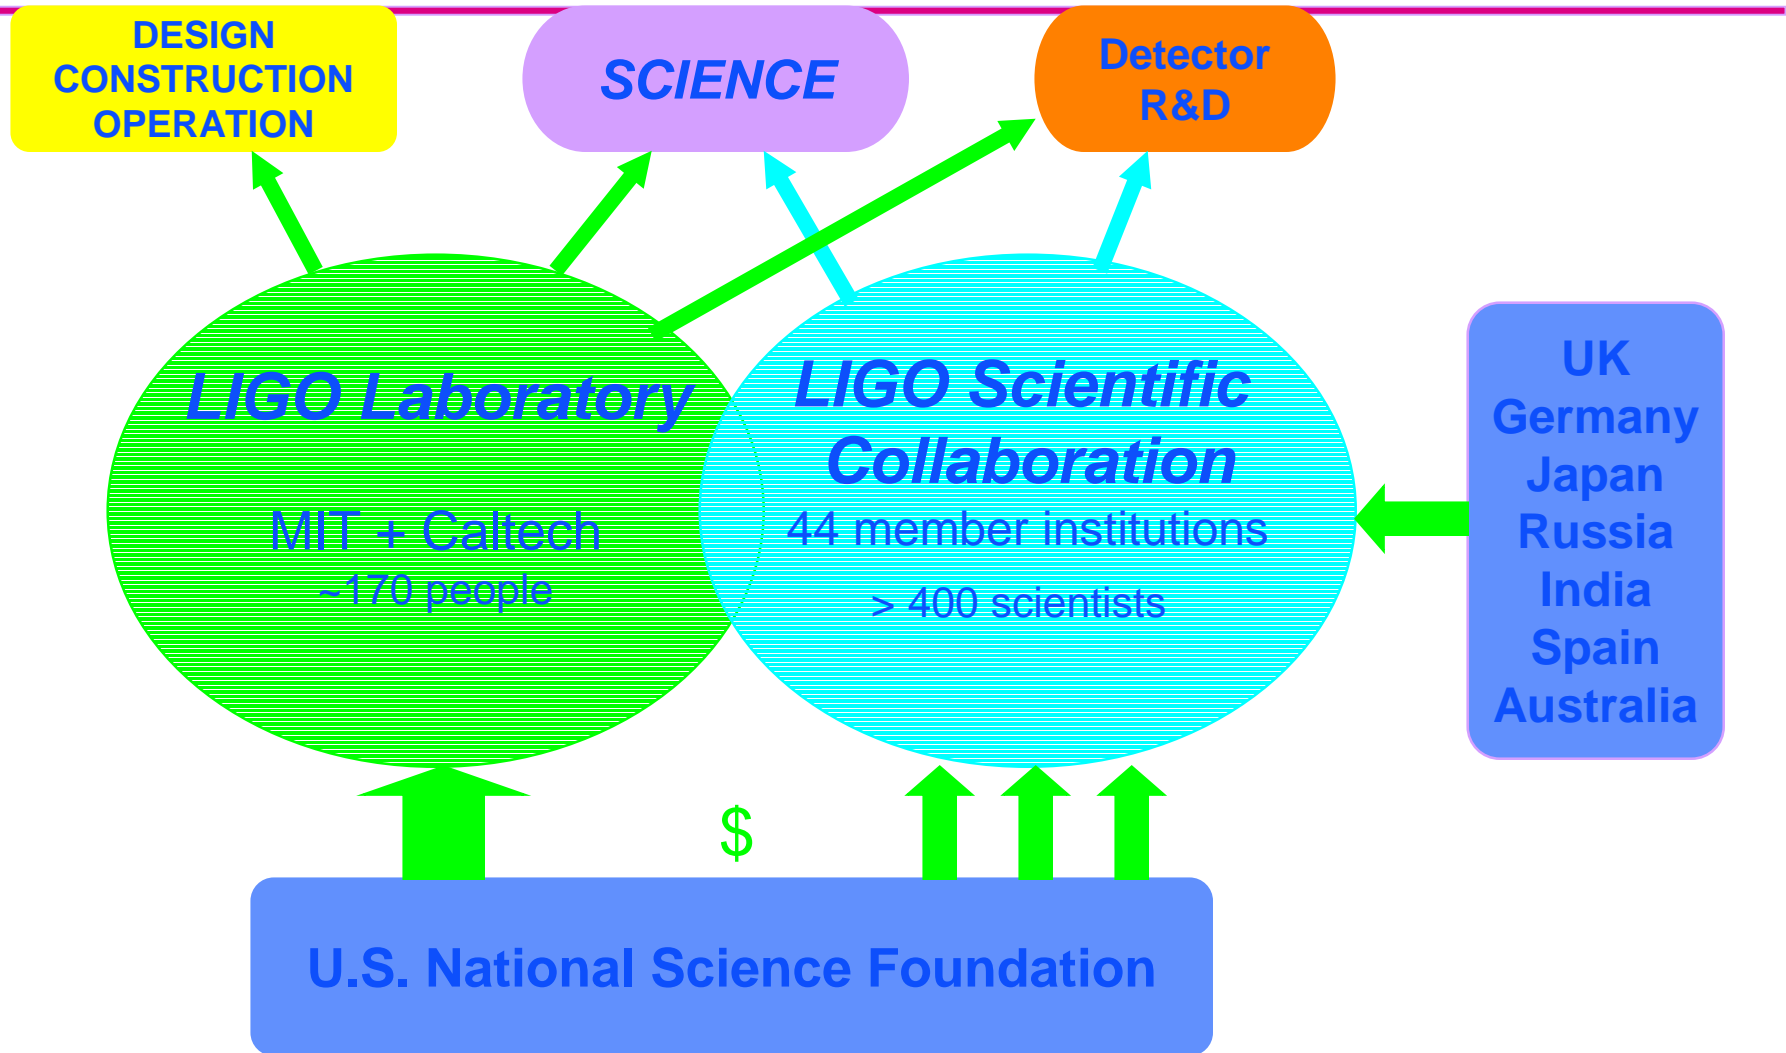 DESIGN
CONSTRUCTION
OPERATION
SCIENCE
Detector
R&D
LIGO Laboratory
MIT + Caltech
~170 people
LIGO Scientific
Collaboration
44 member institutions
> 400 scientists
UK
Germany
Japan
Russia
India
Spain
Australia
$
U.S. National Science Foundation